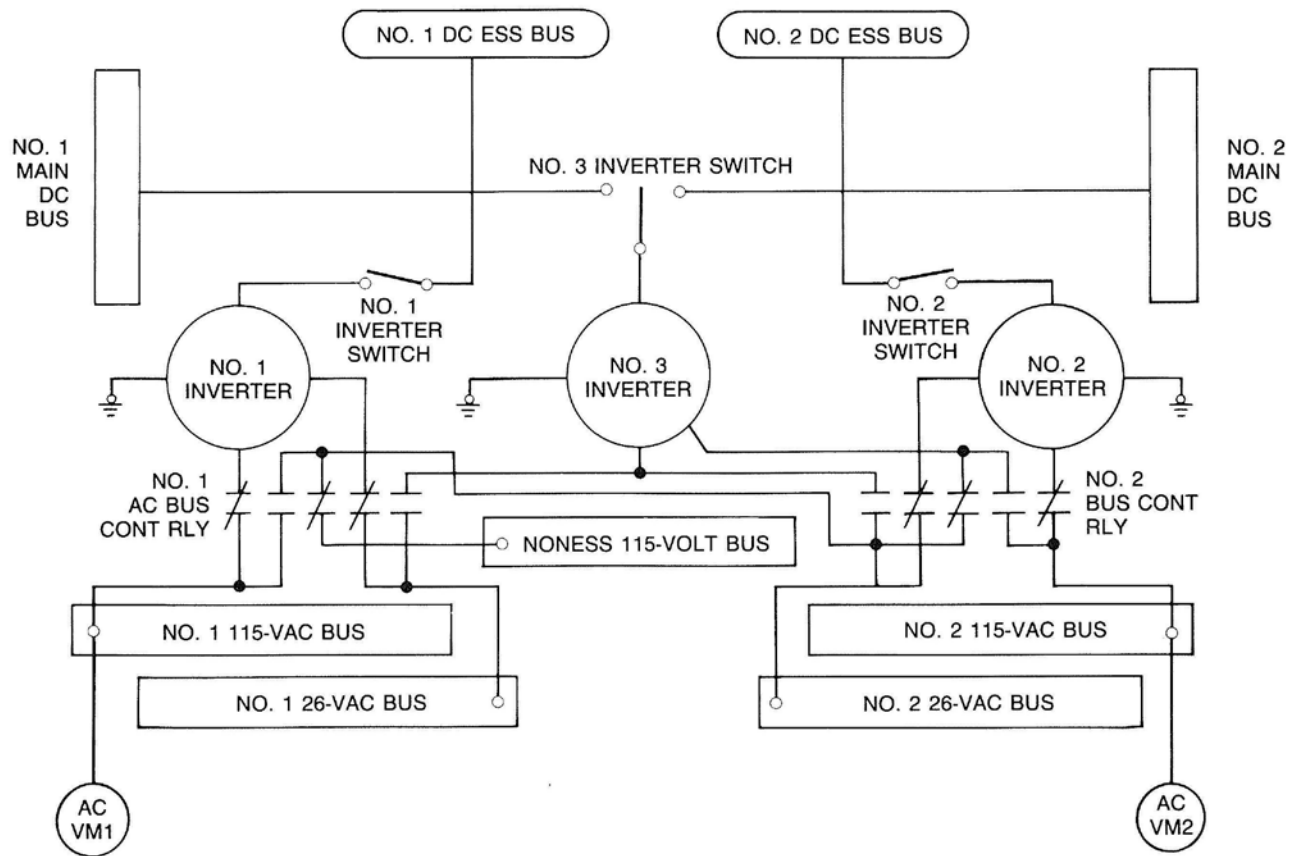 NO. 1 DC ESS BUS
NO. 2 DC ESS BUS
NO. 1
MAIN
DC
BUS
NO. 3 INVERTER SWITCH
NO. 2
MAIN
DC
BUS
NO. 1
INVERTER
SWITCH
NO. 2
INVERTER
SWITCH
NO. 1
INVERTER
NO. 3
INVERTER
NO. 2
INVERTER
NO. 1
AC BUS
CONT RLY
NO. 2
BUS CONT
RLY
NONESS 115-VOLT BUS
NO. 1 115-VAC BUS
NO. 2 115-VAC BUS
NO. 1 26-VAC BUS
NO. 2 26-VAC BUS
AC
VM1
AC
VM2